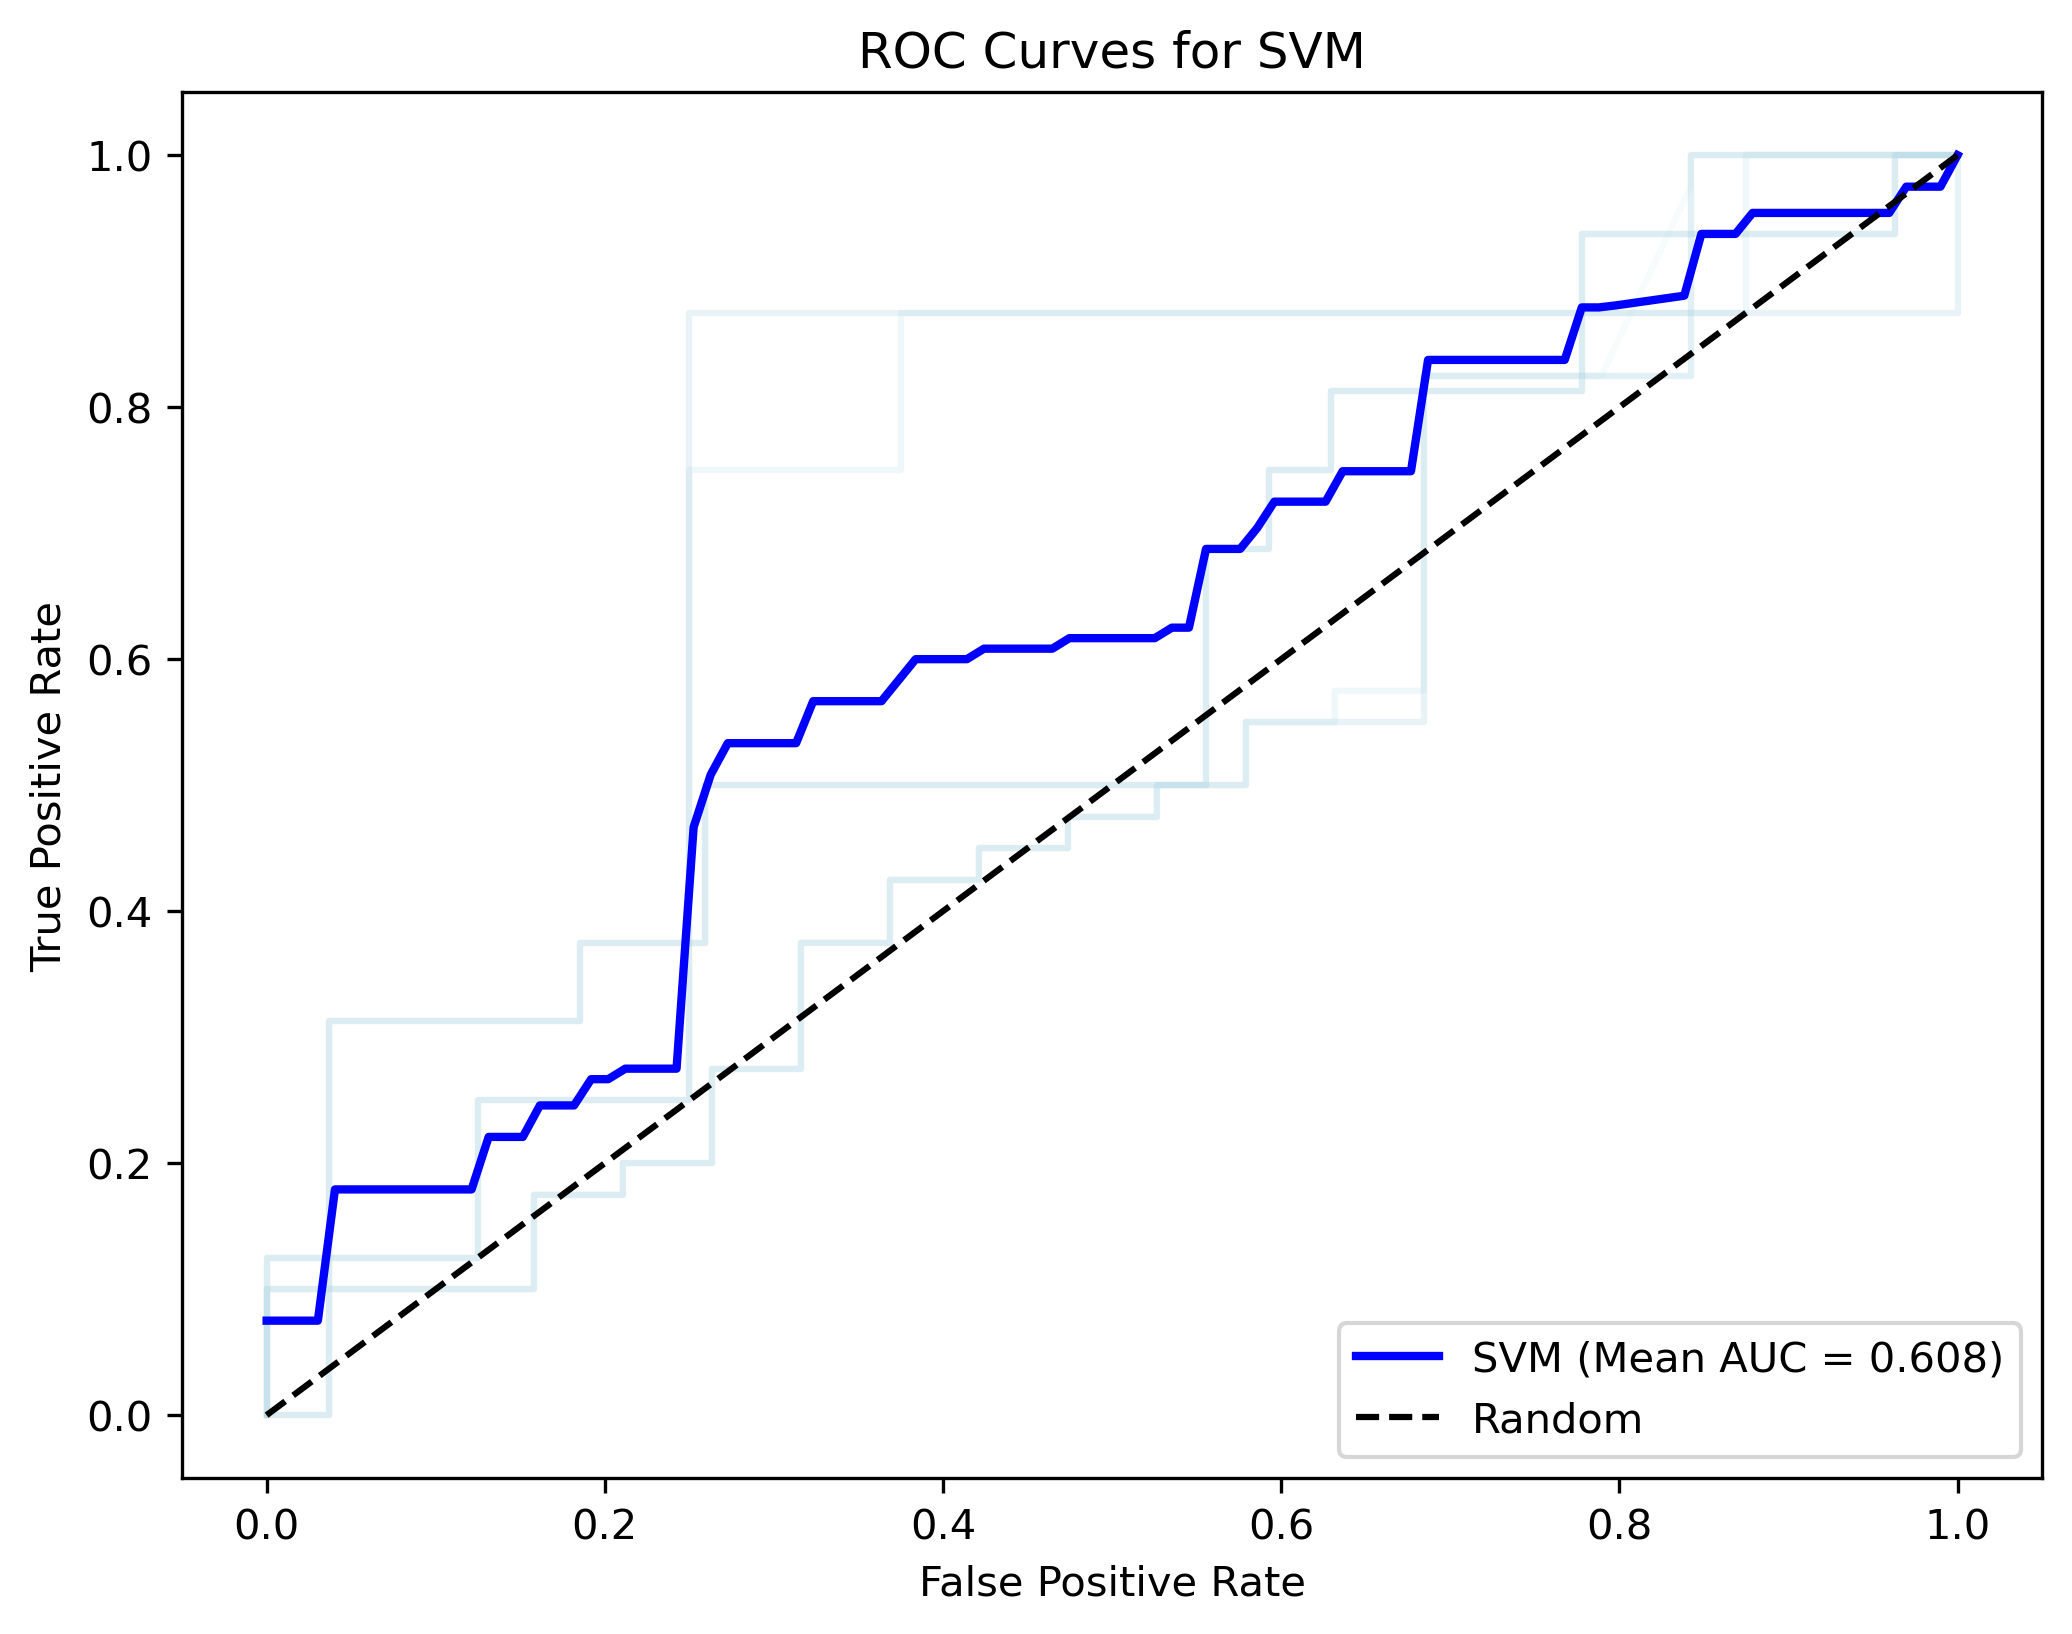 ROC Curves for SVM
True Positive Rate
1.0
0.8
0.6
0.4
0.2
0.0
SVM (Mean AUC = 0.608)
Random
0.0 0.2 0.4 0.6 0.8 1.0
False Positive Rate